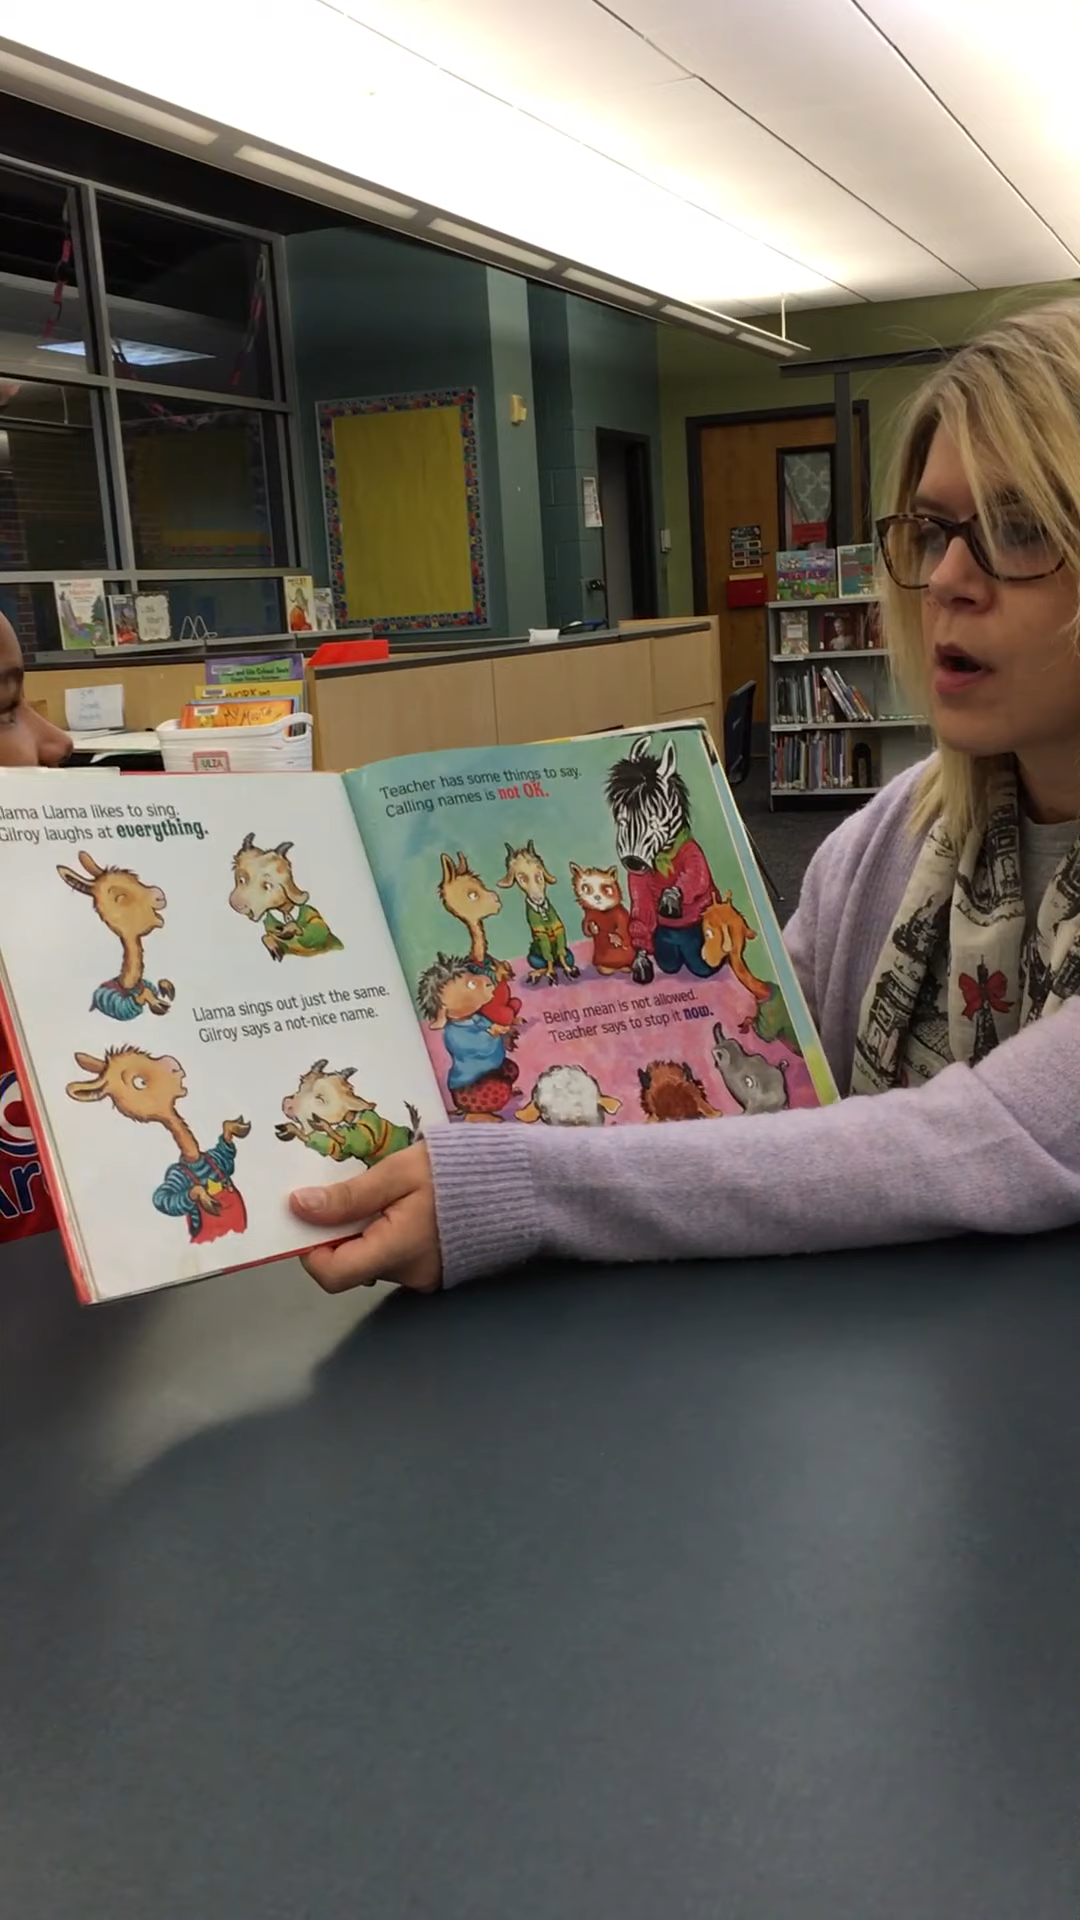 lama Llama likes to sing.
Gilroy laughs at everything.
Llama sings out just the same.
Gilroy says a not-nice name.
Teacher has some things to say.
Calling names is not OK.
Being mean is not allowed.
Teacher says to stop it now.
ULZA